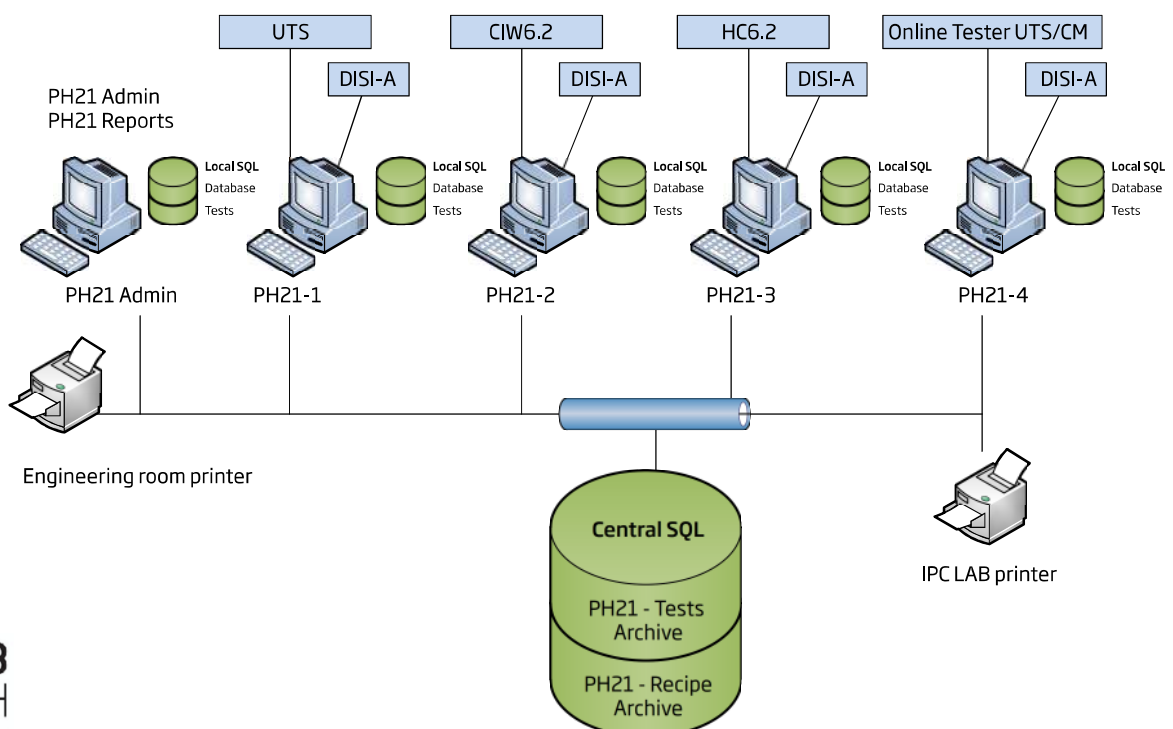 UTS
CIW6.2
HC6.2
Online Tester UTS/CM
DISI-A
DISI-A
DISI-A
DISI-A
PH21 Admin
PH21 Reports
Local SQL
Database
Tests
Local SQL
Database
Tests
Local SQL
Database
Tests
Local SQL
Database
Tests
Local SQL
Database
Tests
PH21 Admin
PH21-1
PH21-2
PH21-3
PH21-4
Engineering room printer
Central SQL
PH21 - Tests
Archive
PH21 - Recipe
Archive
IPC LAB printer